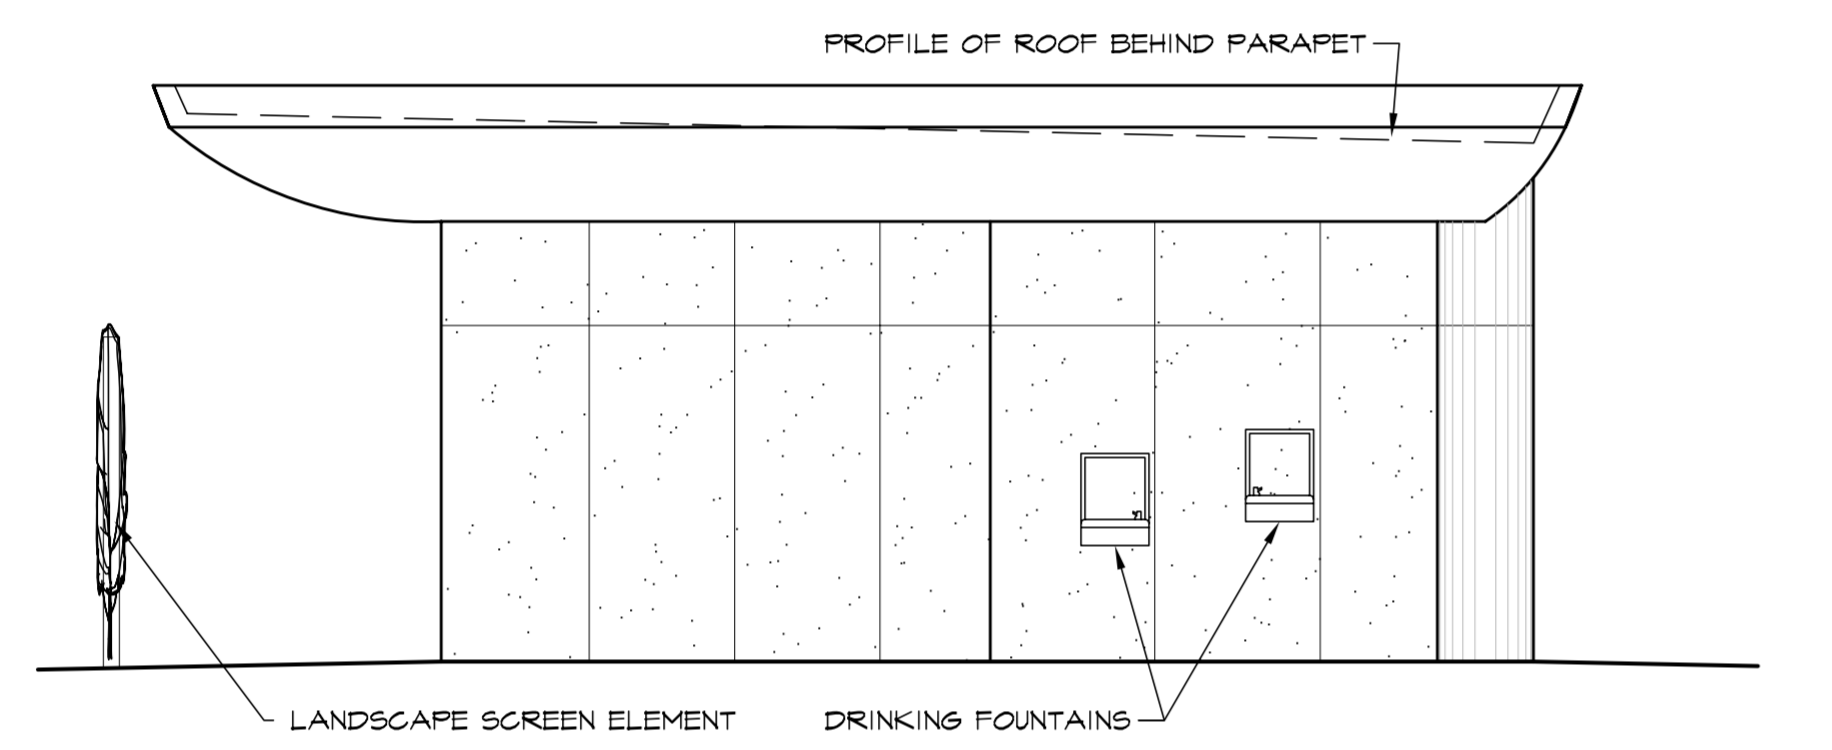 PROFILE OF ROOF BEHIND PARAPET
LANDSCAPE SCREEN ELEMENT
DRINKING FOUNTAINS